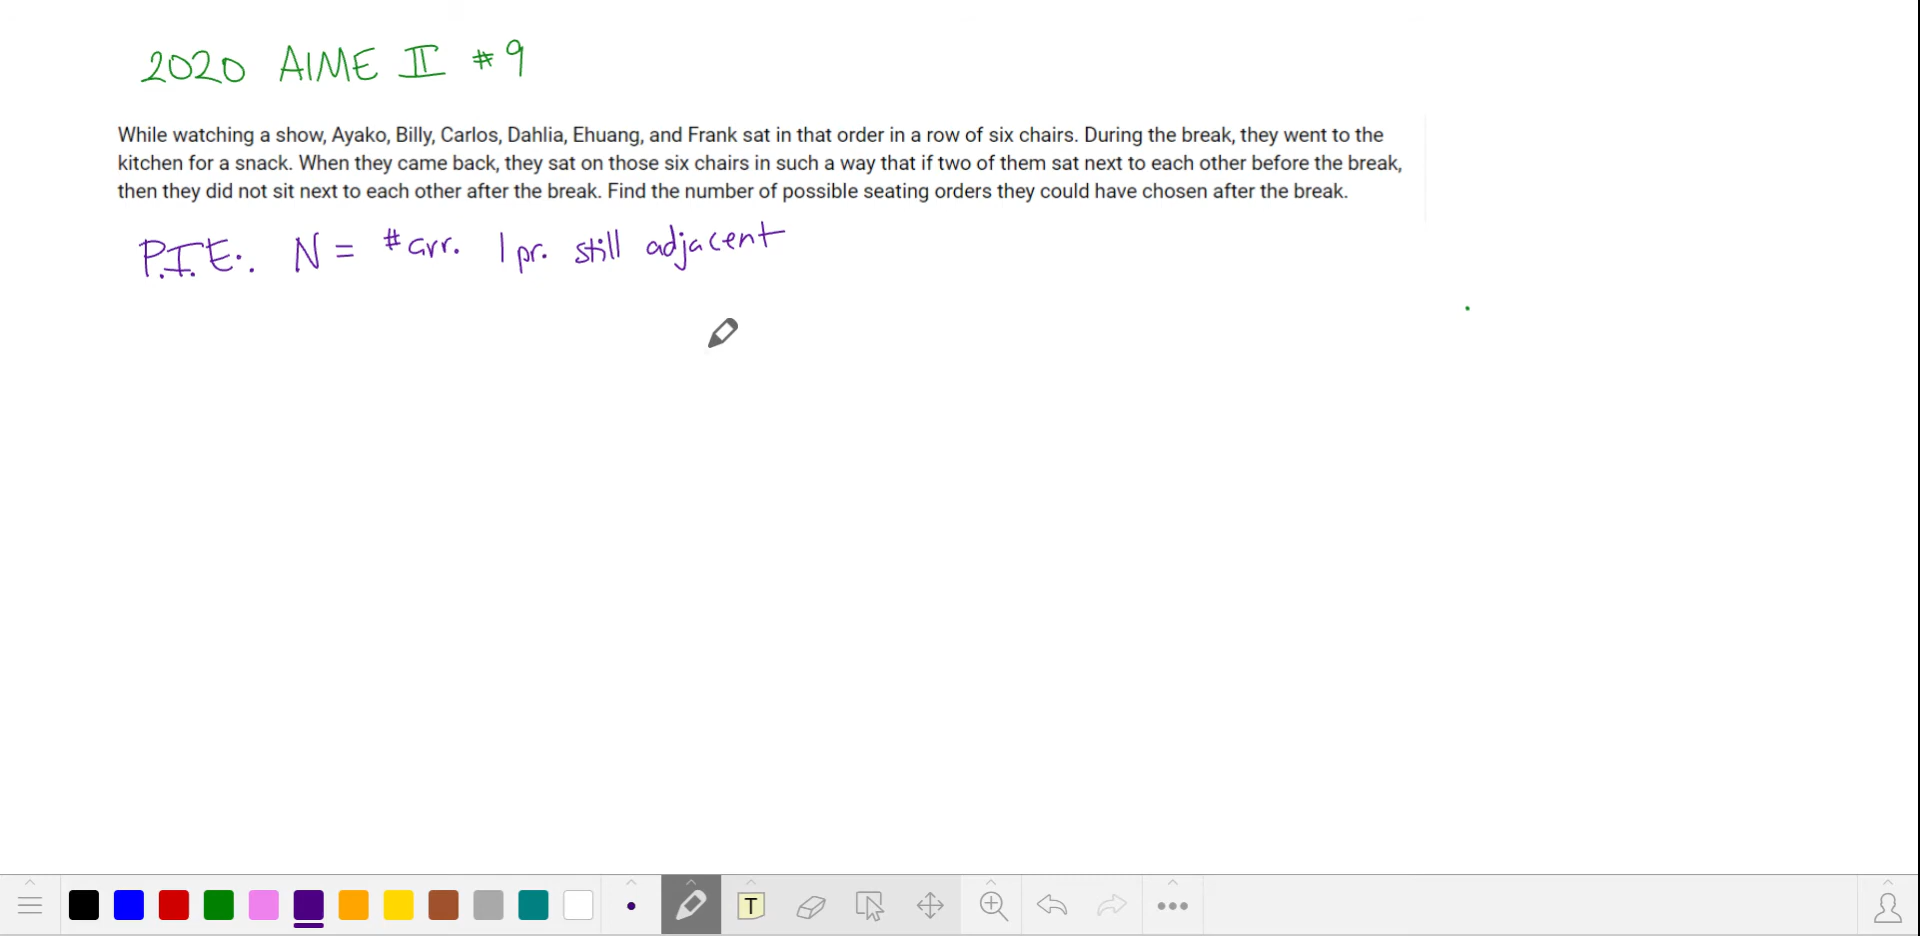 2020 AIME II #9
While watching a show, Ayako, Billy, Carlos, Dahlia, Ehuang, and Frank sat in that order in a row of six chairs. During the break, they went to the
kitchen for a snack. When they came back, they sat on those six chairs in such a way that if two of them sat next to each other before the break,
then they did not sit next to each other after the break. Find the number of possible seating orders they could have chosen after the break.
P.I.E.: N = # arr. 1 pr. still adjacent
T